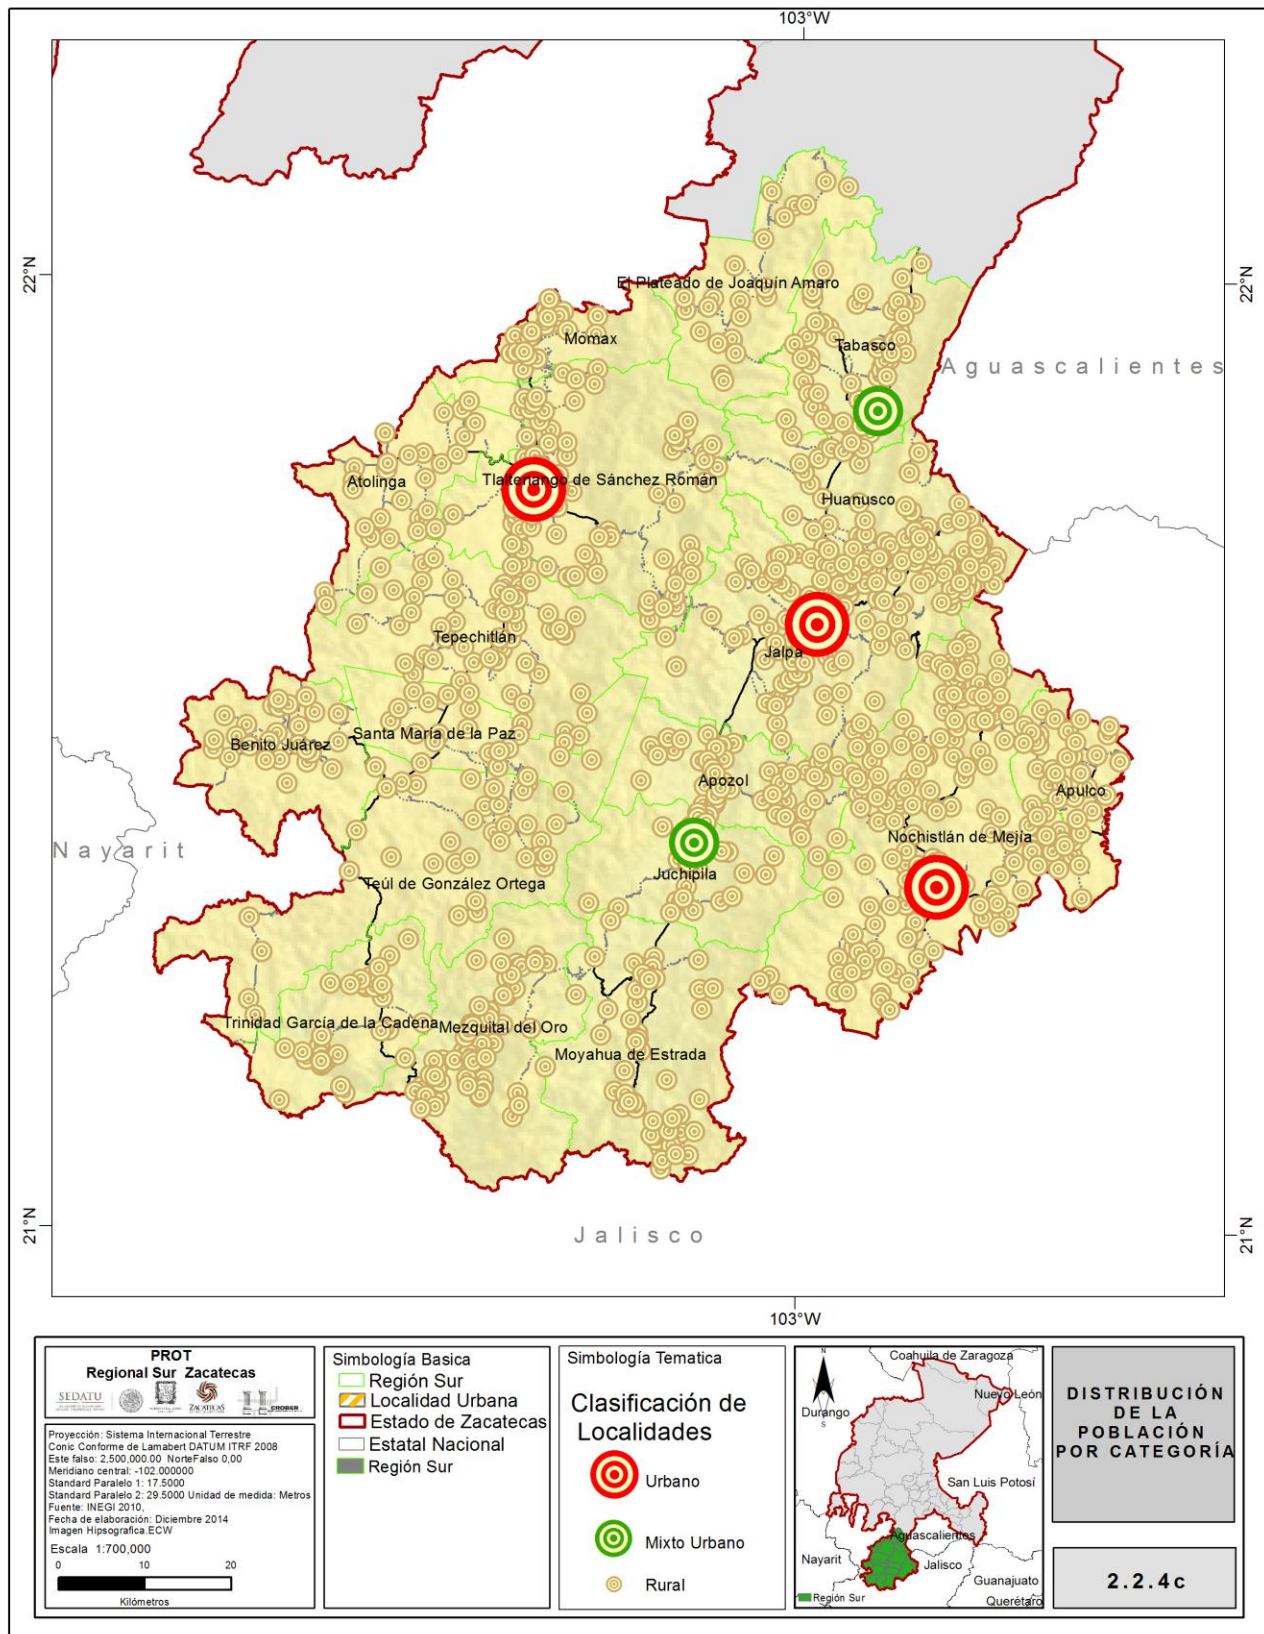 103°W
22°N
22°N
El Plateado de Joaquín Amaro
Momax
Tabasco
Aguascalientes
Atolinga
Tlaltenango de Sánchez Román
Huanusco
Tepechitlán
Jalpa
Benito Juárez
Santa María de la Paz
Apozol
Apulco
Nochistlán de Mejía
Nayarit
Juchipila
Teúl de González Ortega
Trinidad García de la Cadena
Mezquital del Oro
Moyahua de Estrada
21°N
21°N
Jalisco
103°W
PROT
Regional Sur Zacatecas
SEDATU
ZACATECAS
CROBER
Proyección: Sistema Internacional Terrestre
Conic Conforme de Lamabert DATUM ITRF 2008
Este falso: 2,500,000.00 NorteFalso 0,00
Meridiano central: -102.000000
Standard Paralelo 1: 17.5000
Standard Paralelo 2: 29.5000 Unidad de medida: Metros
Fuente: INEGI 2010,
Fecha de elaboración: Diciembre 2014
Imagen Hipsografica.ECW
Escala 1:700,000
0 10 20
Kilómetros
Simbología Basica
Región Sur
Localidad Urbana
Estado de Zacatecas
Estatal Nacional
Región Sur
Simbología Tematica
Clasificación de
Localidades
Urbano
Mixto Urbano
Rural
N
S
Coahuila de Zaragoza
Nuevo León
Durango
San Luis Potosí
Aguascalientes
Nayarit
Jalisco
Guanajuato
Querétaro
Región Sur
DISTRIBUCIÓN
DE LA
POBLACIÓN
POR CATEGORÍA
2.2.4c